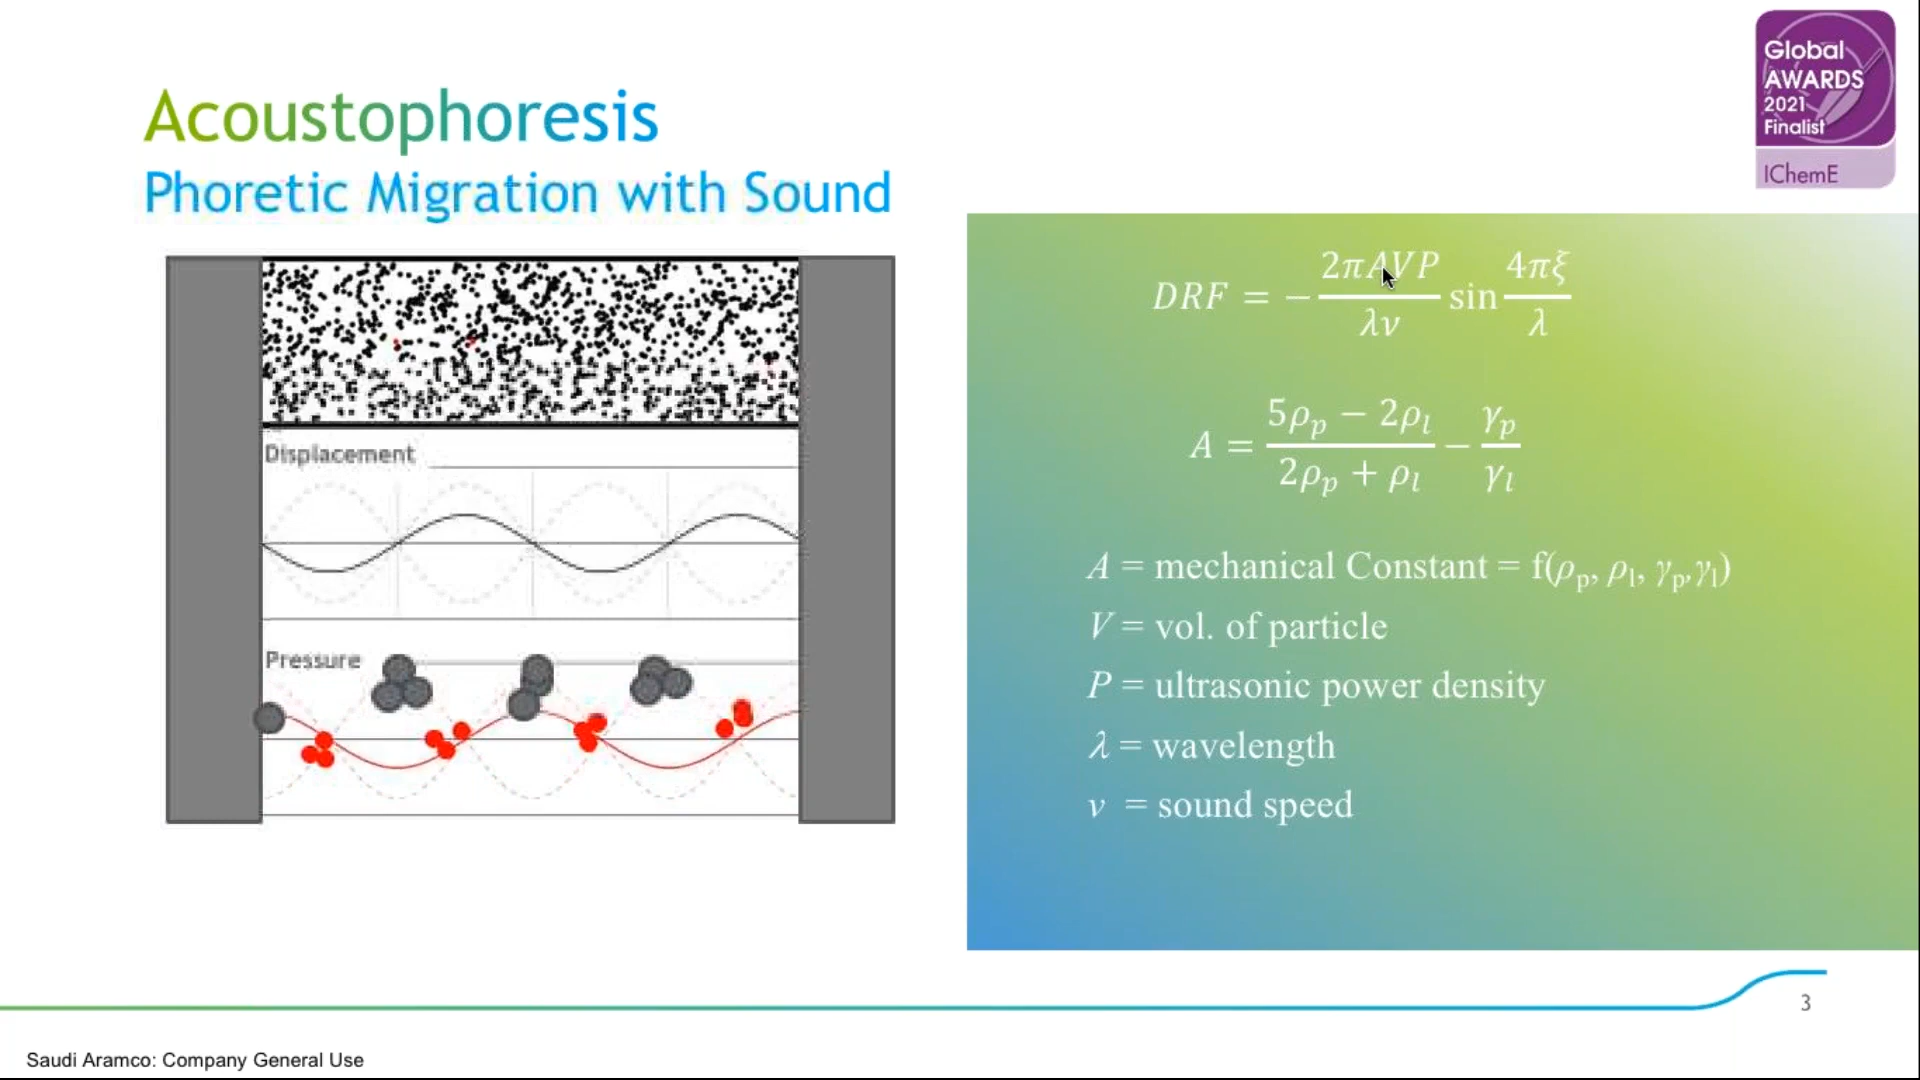 Global
AWARDS
2021
Finalist
IChemE
Acoustophoresis
Phoretic Migration with Sound
Displacement
Pressure
DRF = − 2πAVP / λν sin 4πξ / λ
A = 5ρₚ − 2ρₗ / 2ρₚ + ρₗ − γₚ / γₗ
A = mechanical Constant = f(ρₚ, ρₗ, γₚ,γₗ)
V = vol. of particle
P = ultrasonic power density
λ = wavelength
ν = sound speed
3
Saudi Aramco: Company General Use